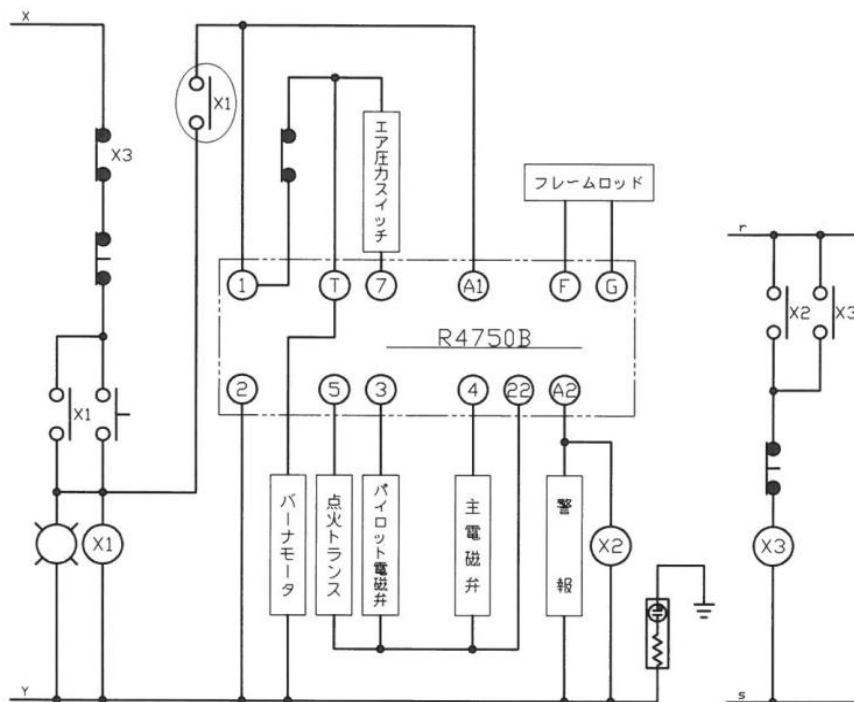 X
X1
X3
エア圧力スイッチ
フレームロッド
r
1
T
7
A1
F
G
X2
X3
R4750B
2
5
3
4
22
A2
X1
バーナモータ
点火トランス
パイロット電磁弁
主電磁弁
警報
X1
X2
X3
Y
s